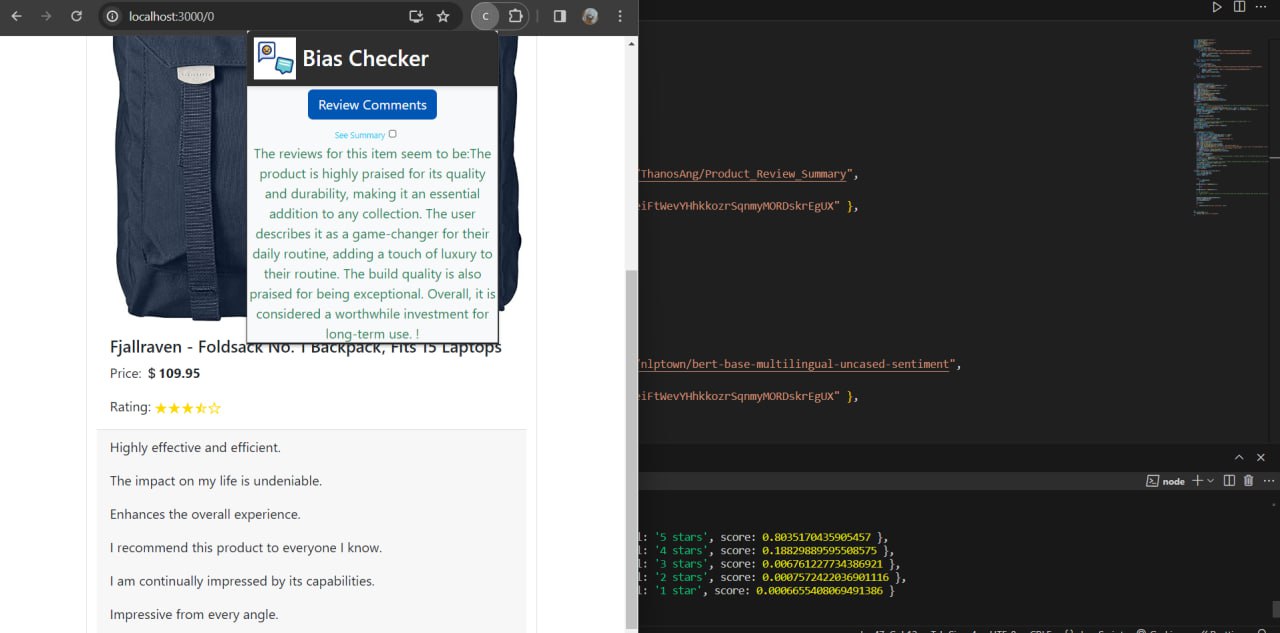 localhost:3000/0
C
Bias Checker
Review Comments
See Summary
The reviews for this item seem to be:The
product is highly praised for its quality
and durability, making it an essential
addition to any collection. The user
describes it as a game-changer for their
daily routine, adding a touch of luxury to
their routine. The build quality is also
praised for being exceptional. Overall, it is
considered a worthwhile investment for
long-term use. !
Fjallraven - Foldsack No. 1 Backpack, Fits 15 Laptops
Price: $ 109.95
Rating:
Highly effective and efficient.
The impact on my life is undeniable.
Enhances the overall experience.
I recommend this product to everyone I know.
I am continually impressed by its capabilities.
Impressive from every angle.
/ThanosAng/Product_Review_Summary",
eiFtWevYHhkkozrSqnmyMORDskrEgUX" },
/nlptown/bert-base-multilingual-uncased-sentiment",
eiFtWevYHhkkozrSqnmyMORDskrEgUX" },
node
l: '5 stars', score: 0.8035170435905457 },
l: '4 stars', score: 0.18829889595508575 },
l: '3 stars', score: 0.006761227734386921 },
l: '2 stars', score: 0.0007572422036901116 },
l: '1 star', score: 0.0006655408069491386 }